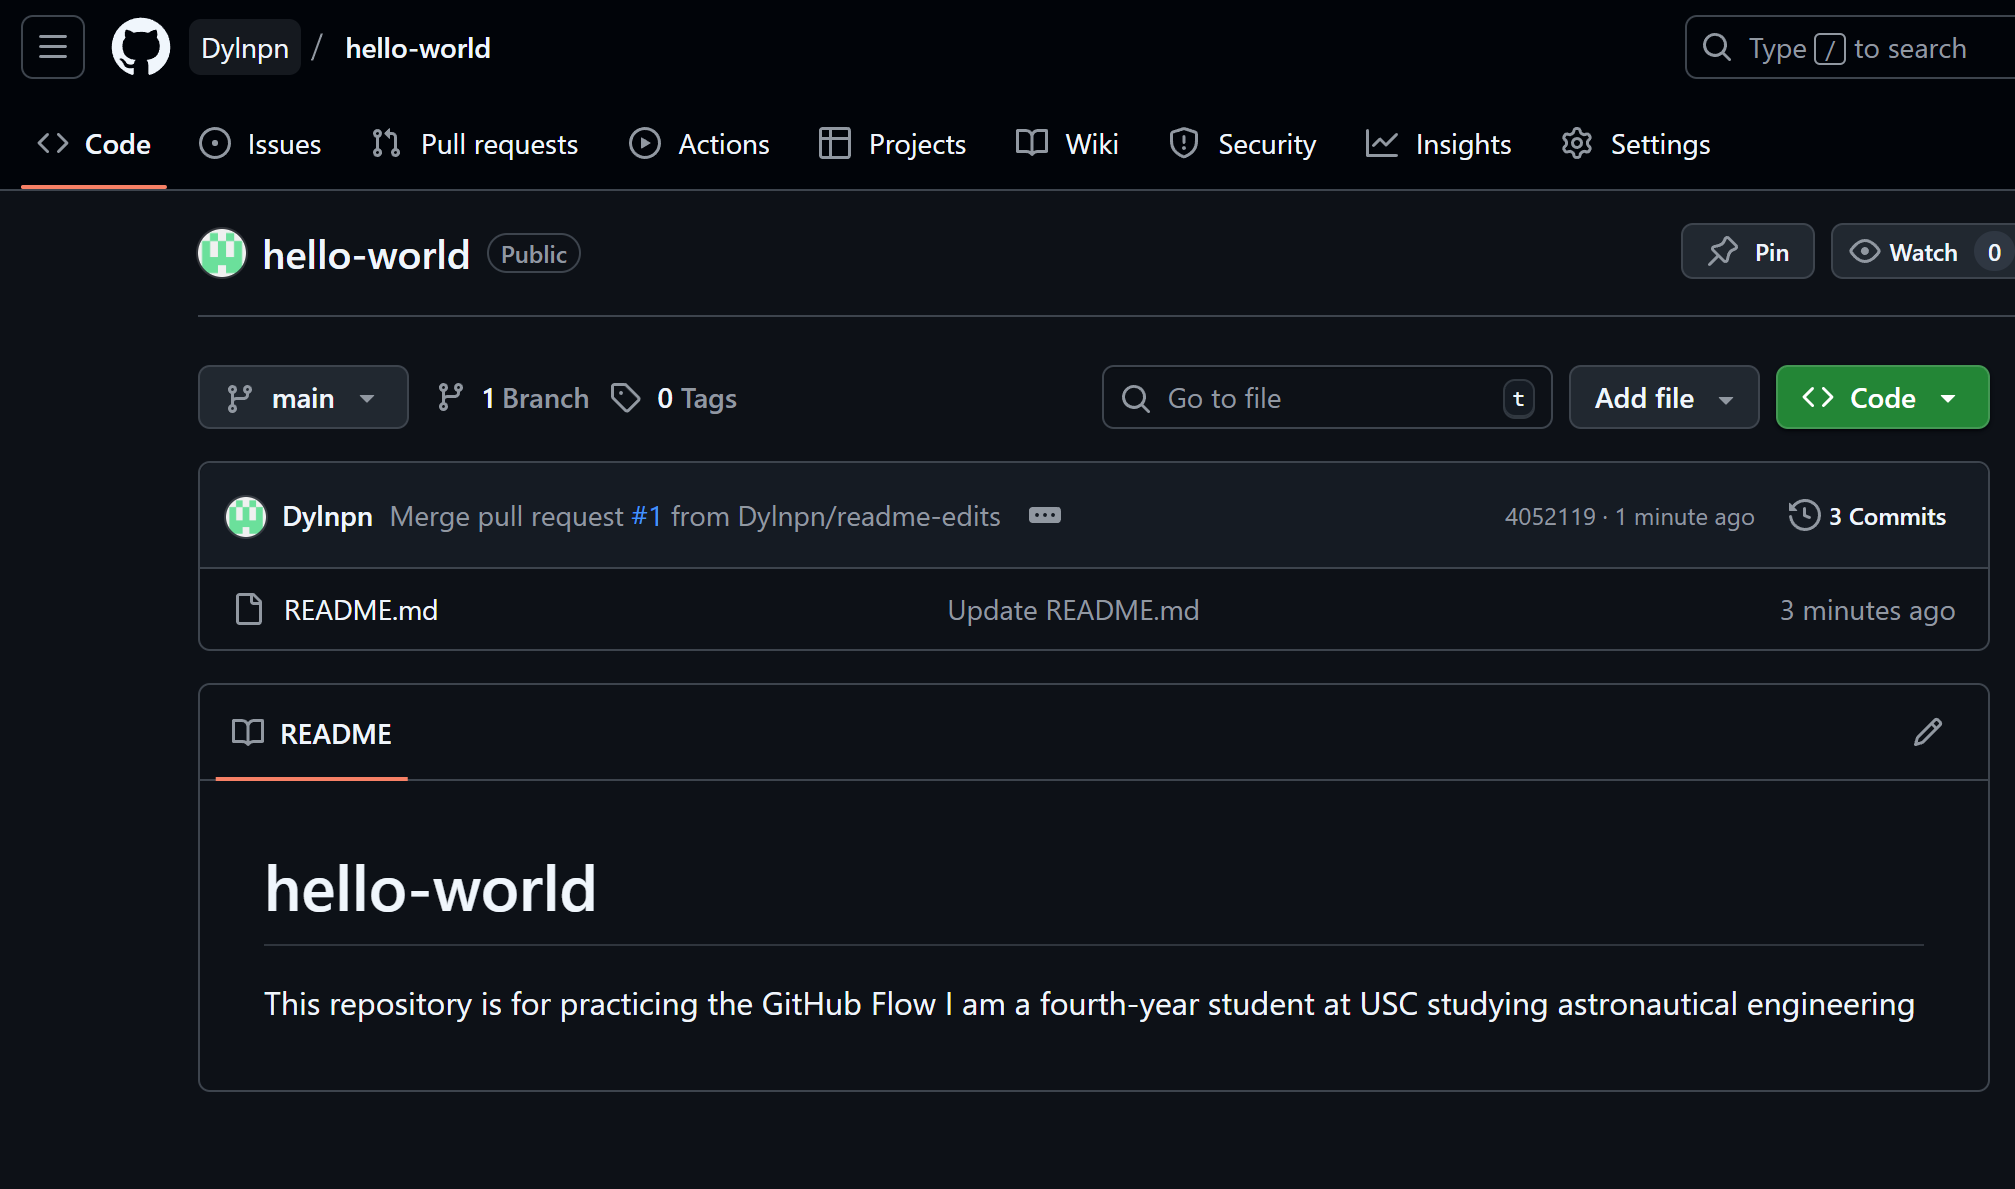 Dylnpn / hello-world
Type / to search
Code Issues Pull requests Actions Projects Wiki Security Insights Settings
hello-world Public
Pin Watch 0
main 1 Branch 0 Tags
Go to file t Add file Code
Dylnpn Merge pull request #1 from Dylnpn/readme-edits 4052119 · 1 minute ago 3 Commits
README.md Update README.md 3 minutes ago
README
hello-world
This repository is for practicing the GitHub Flow I am a fourth-year student at USC studying astronautical engineering